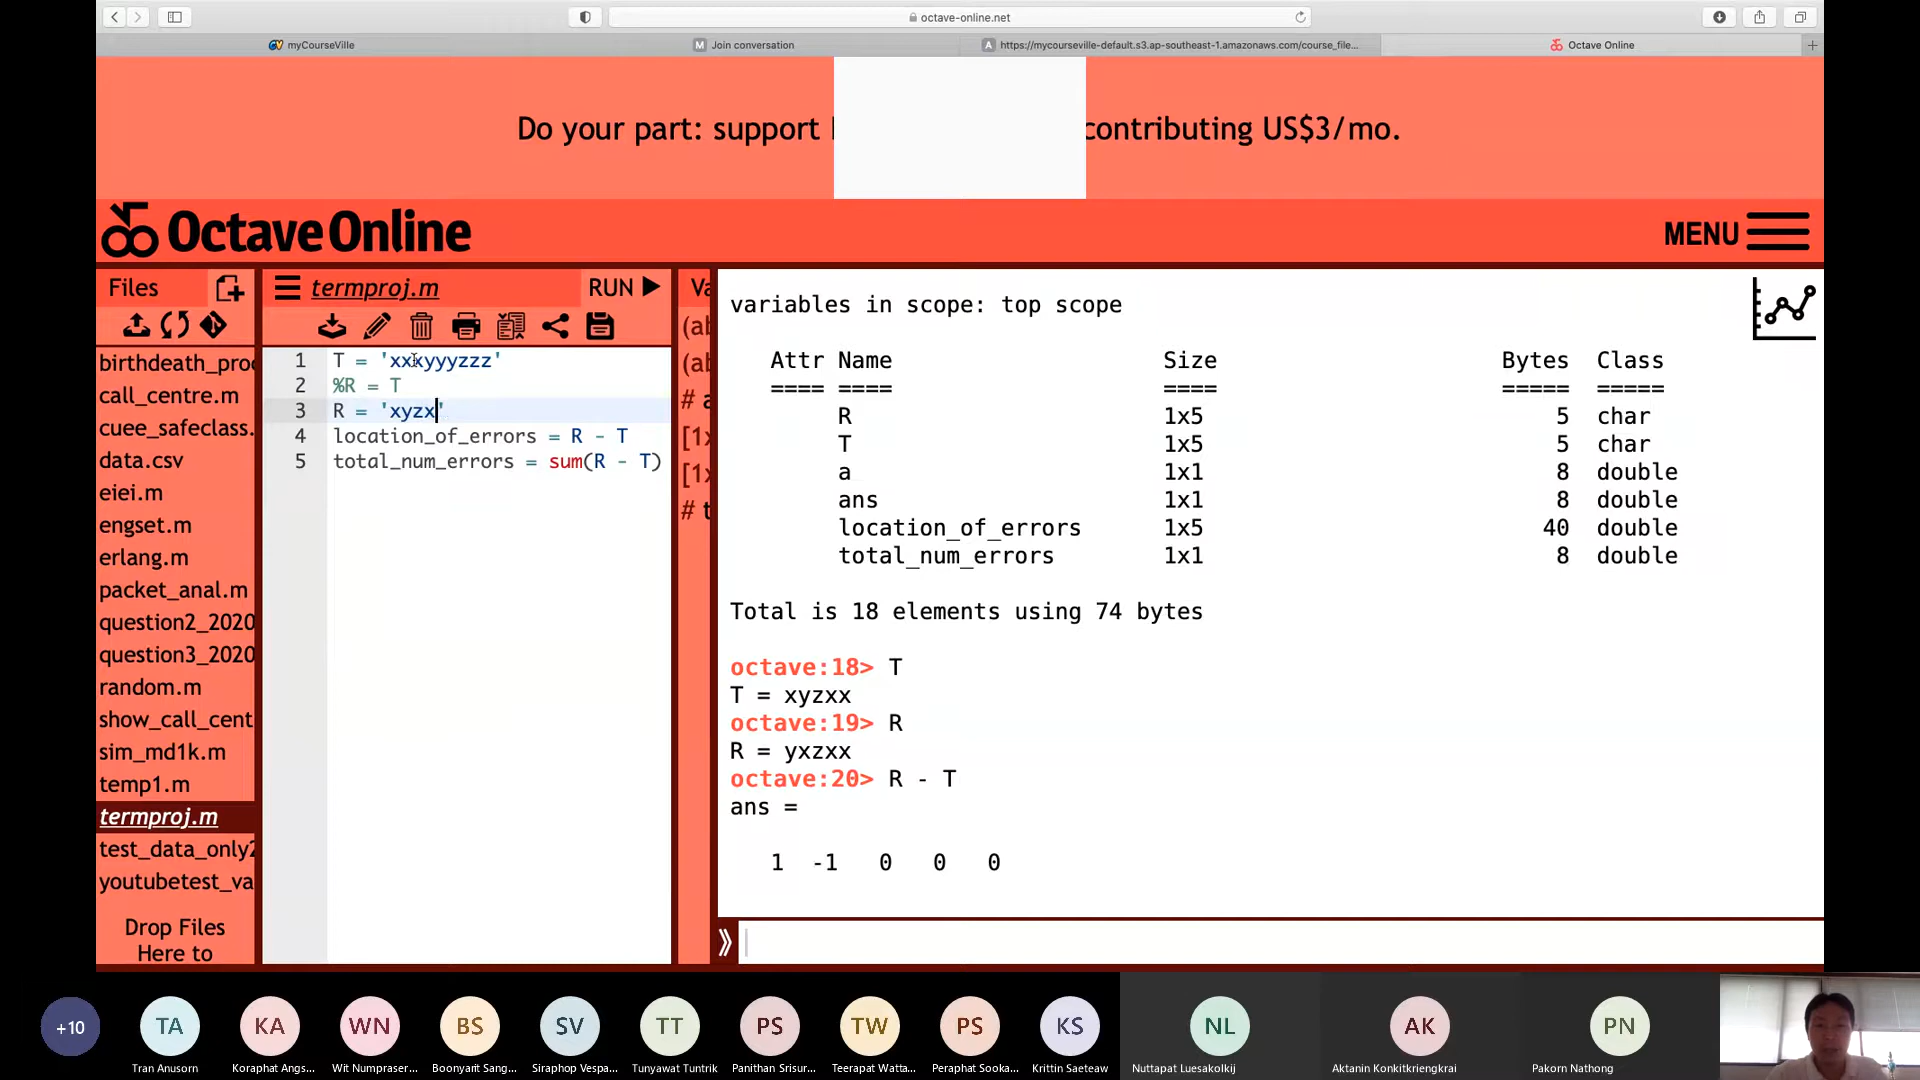 octave-online.net
myCourseVille
M Join conversation
A https://mycourseville-default.s3.ap-southeast-1.amazonaws.com/course_file...
Octave Online
Do your part: support
contributing US$3/mo.
Octave Online
MENU
Files
termproj.m
RUN
birthdeath_pro
call_centre.m
cuee_safeclass.
data.csv
eiei.m
engset.m
erlang.m
packet_anal.m
question2_2020
question3_2020
random.m
show_call_cent
sim_md1k.m
temp1.m
termproj.m
test_data_only2
youtubetest_va
Drop Files
Here to
1 T = 'xxxyyyzzz'
2 %R = T
3 R = 'xyzx'
4 location_of_errors = R - T
5 total_num_errors = sum(R - T)
Va
(ab
(ab
# a
[1x
[1x
# t
variables in scope: top scope
Attr Name Size Bytes Class
==== ==== ==== ===== =====
R 1x5 5 char
T 1x5 5 char
a 1x1 8 double
ans 1x1 8 double
location_of_errors 1x5 40 double
total_num_errors 1x1 8 double
Total is 18 elements using 74 bytes
octave:18> T
T = xyzxx
octave:19> R
R = yxzxx
octave:20> R - T
ans =
1 -1 0 0 0
+10
TA
KA
WN
BS
SV
TT
PS
TW
PS
KS
NL
AK
PN
Tran Anusorn
Koraphat Angs...
Wit Numpraser...
Boonyarit Sang...
Siraphop Vespa...
Tunyawat Tuntrik
Panithan Srisur...
Teerapat Watta...
Peraphat Sooka...
Krittin Saeteaw
Nuttapat Luesakolkij
Aktanin Konkitkriengkrai
Pakorn Nathong